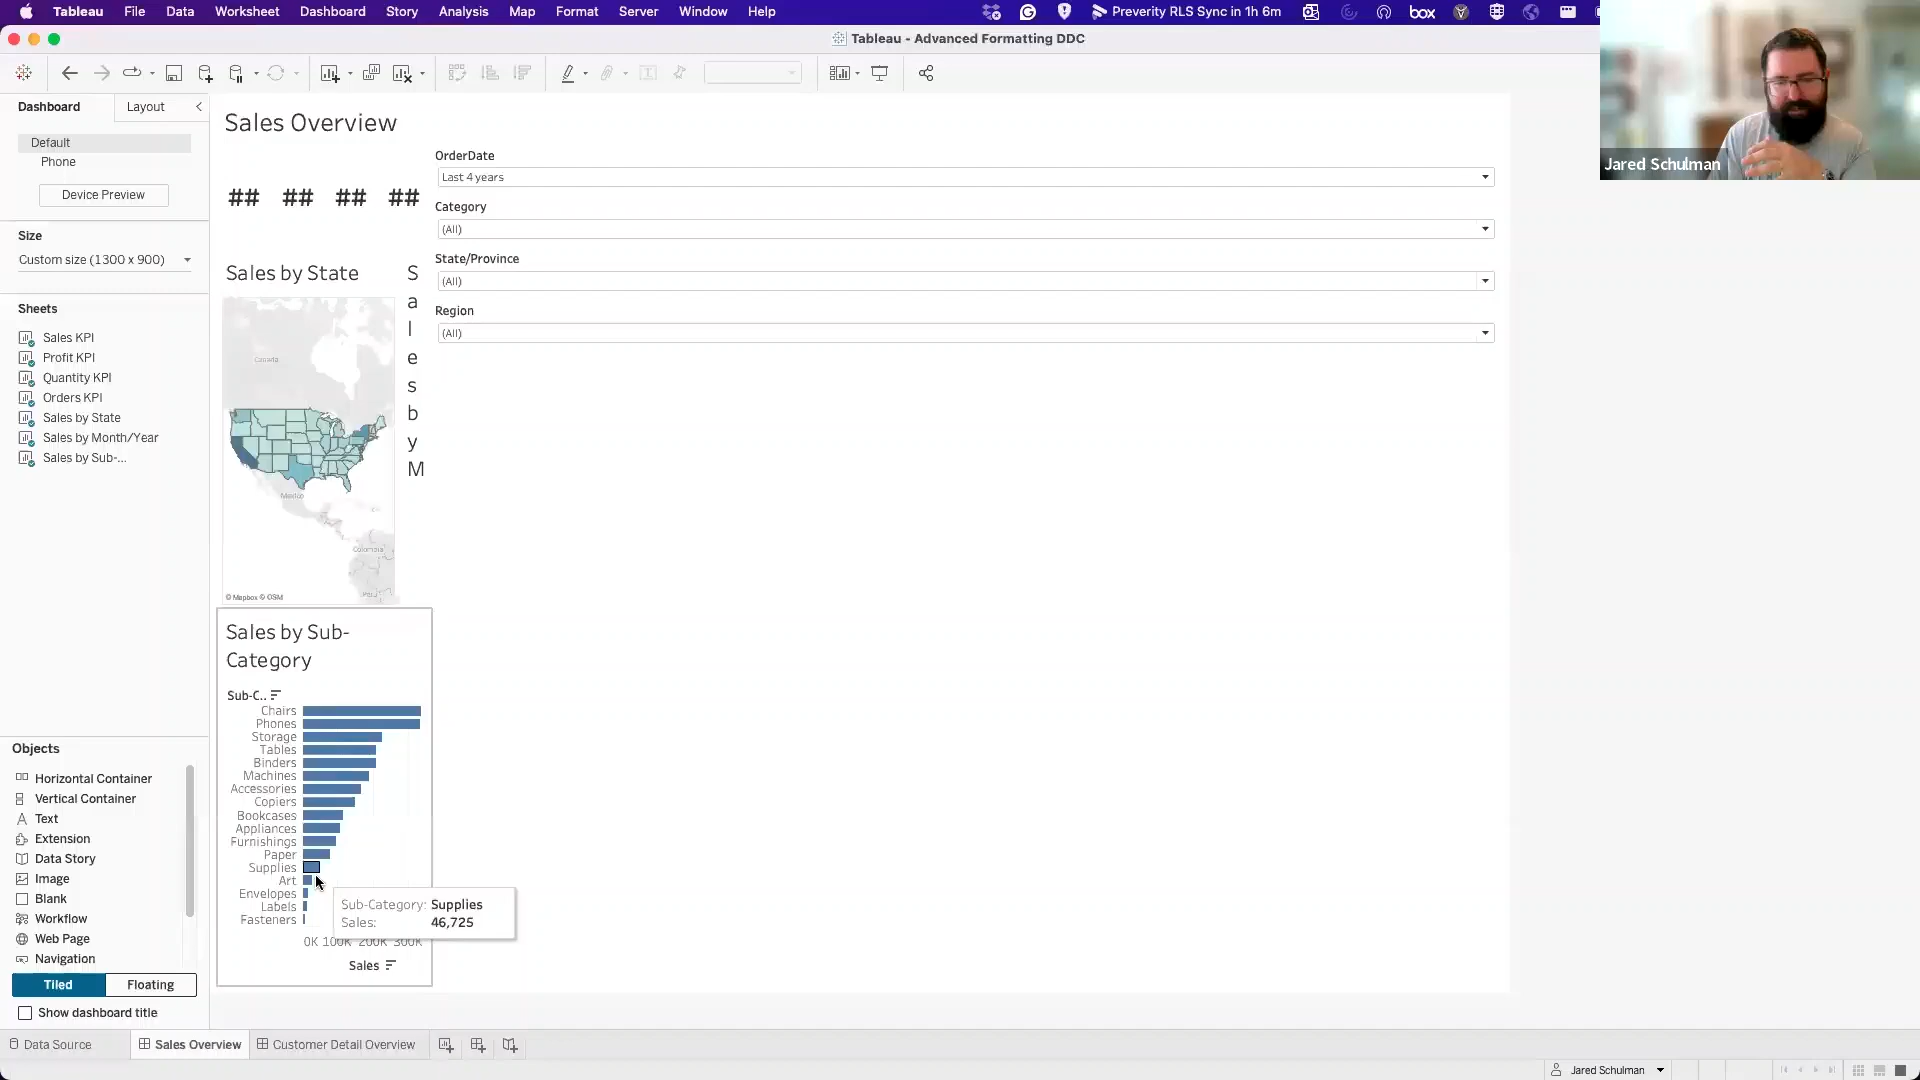 Tableau File Data Worksheet Dashboard Story Analysis Map Format Server Window Help
Preverity RLS Sync in 1h 6m
box
Tableau - Advanced Formatting DDC
Jared Schulman
Dashboard Layout
Default
Phone
Device Preview
Size
Custom size (1300 x 900)
Sheets
Sales KPI
Profit KPI
Quantity KPI
Orders KPI
Sales by State
Sales by Month/Year
Sales by Sub-...
Objects
Horizontal Container
Vertical Container
Text
Extension
Data Story
Image
Blank
Workflow
Web Page
Navigation
Tiled Floating
Show dashboard title
Sales Overview
## ## ## ##
OrderDate
Last 4 years
Category
(All)
State/Province
(All)
Region
(All)
Sales by State
Canada
Mexico
Colombia
© Mapbox © OSM
S
a
l
e
s
b
y
M
Sales by Sub-
Category
Sub-C..
Chairs
Phones
Storage
Tables
Binders
Machines
Accessories
Copiers
Bookcases
Appliances
Furnishings
Paper
Supplies
Art
Envelopes
Labels
Fasteners
Sub-Category: Supplies
Sales: 46,725
0K 100K 200K 300K
Sales
Data Source Sales Overview Customer Detail Overview
Jared Schulman